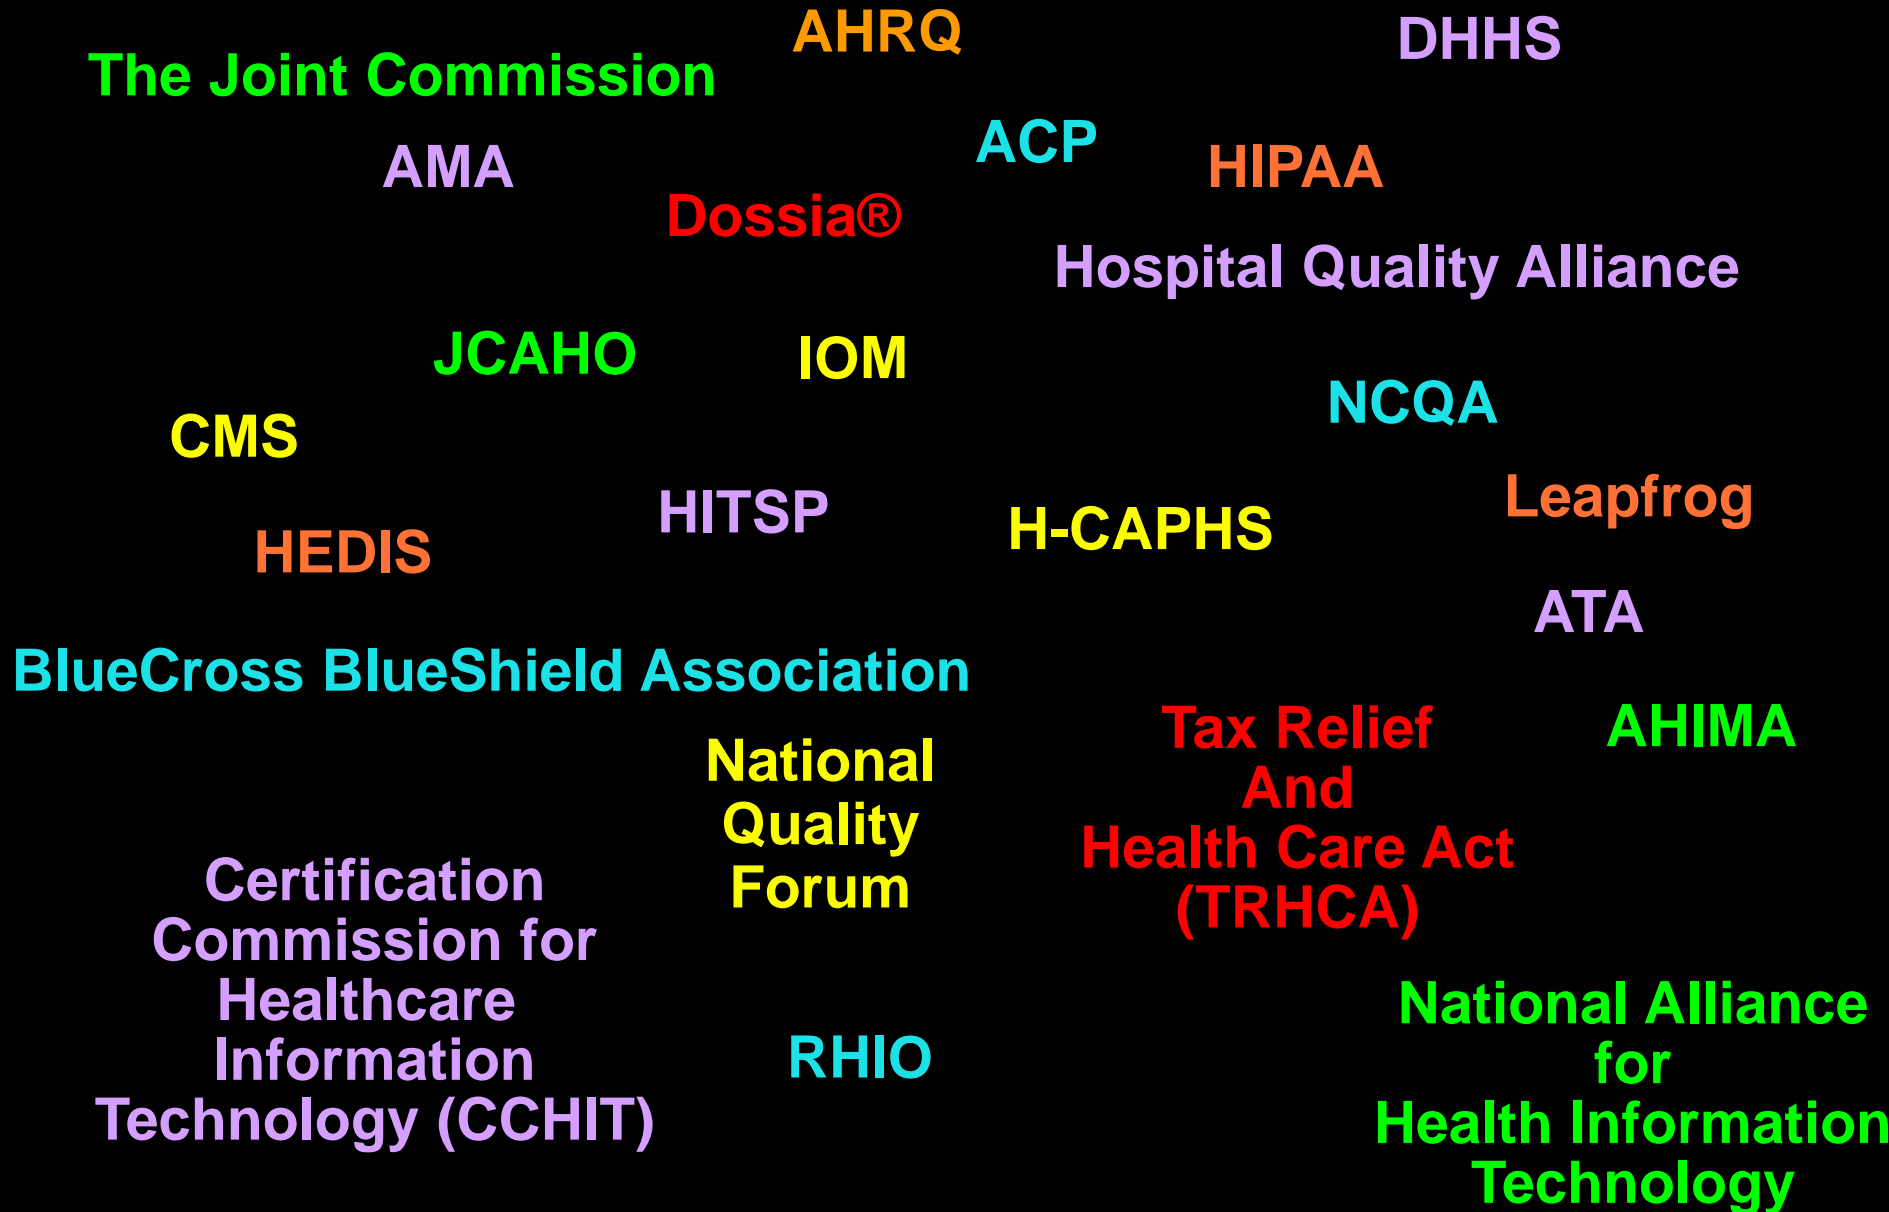 AHRQ
DHHS
The Joint Commission
ACP
AMA
HIPAA
Dossia®
Hospital Quality Alliance
JCAHO
IOM
NCQA
CMS
Leapfrog
HITSP
H-CAPHS
HEDIS
ATA
BlueCross BlueShield Association
Tax Relief
And
Health Care Act
(TRHCA)
AHIMA
National
Quality
Forum
Certification
Commission for
Healthcare
Information
Technology (CCHIT)
RHIO
National Alliance
for
Health Information
Technology